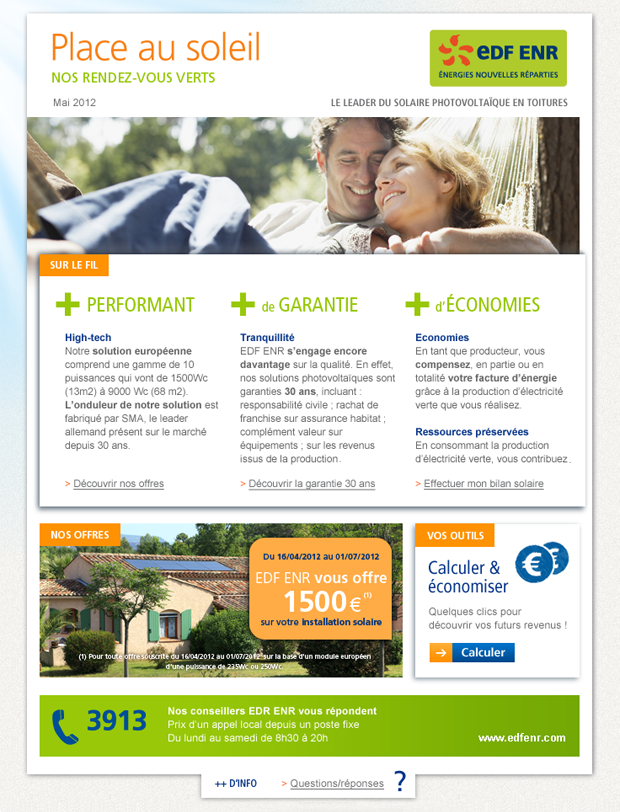 Place au soleil
NOS RENDEZ-VOUS VERTS
EDF ENR
ÉNERGIES NOUVELLES RÉPARTIES
Mai 2012
LE LEADER DU SOLAIRE PHOTOVOLTAÏQUE EN TOITURES
SUR LE FIL
+ PERFORMANT
High-tech
Notre solution européenne
comprend une gamme de 10
puissances qui vont de 1500Wc
(13m2) à 9000 Wc (68 m2).
L'onduleur de notre solution est
fabriqué par SMA, le leader
allemand présent sur le marché
depuis 30 ans.
> Découvrir nos offres
+ de GARANTIE
Tranquillité
EDF ENR s'engage encore
davantage sur la qualité. En effet,
nos solutions photovoltaïques sont
garanties 30 ans, incluant :
responsabilité civile ; rachat de
franchise sur assurance habitat ;
complément valeur sur
équipements ; sur les revenus
issus de la production.
> Découvrir la garantie 30 ans
+ d'ÉCONOMIES
Economies
En tant que producteur, vous
compensez, en partie ou en
totalité votre facture d'énergie
grâce à la production d'électricité
verte que vous réalisez.
Ressources préservées
En consommant la production
d'électricité verte, vous contribuez..
> Effectuer mon bilan solaire
NOS OFFRES
Du 16/04/2012 au 01/07/2012
EDF ENR vous offre
1500€(1)
sur votre installation solaire
(1) Pour toute offre souscrite du 16/04/2012 au 01/07/2012, sur la base d'un module européen
d'une puissance de 235Wc ou 250Wc.
VOS OUTILS
Calculer &
économiser
€€
Quelques clics pour
découvrir vos futurs revenus !
→ Calculer
3913
Nos conseillers EDR ENR vous répondent
Prix d'un appel local depuis un poste fixe
Du lundi au samedi de 8h30 à 20h
www.edfenr.com
++ D'INFO
> Questions/réponses ?